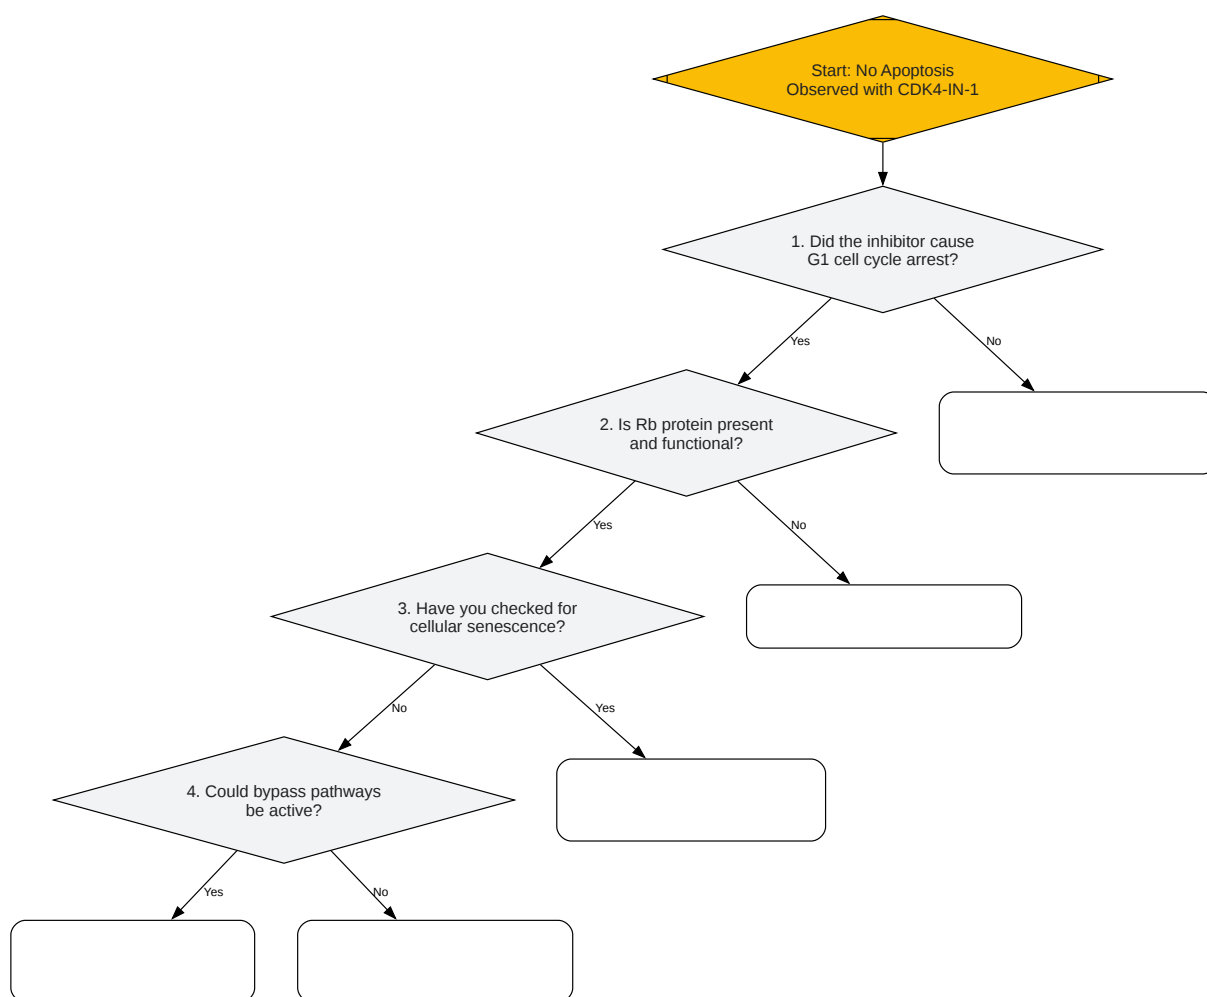 Start: No Apoptosis
Observed with CDK4-IN-1
1. Did the inhibitor cause
G1 cell cycle arrest?
Yes
No
2. Is Rb protein present
and functional?
Yes
No
3. Have you checked for
cellular senescence?
No
Yes
4. Could bypass pathways
be active?
Yes
No